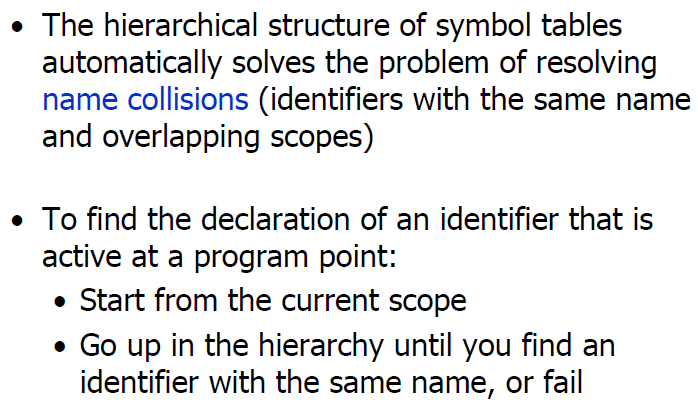 • The hierarchical structure of symbol tables
automatically solves the problem of resolving
name collisions (identifiers with the same name
and overlapping scopes)
• To find the declaration of an identifier that is
active at a program point:
• Start from the current scope
• Go up in the hierarchy until you find an
identifier with the same name, or fail